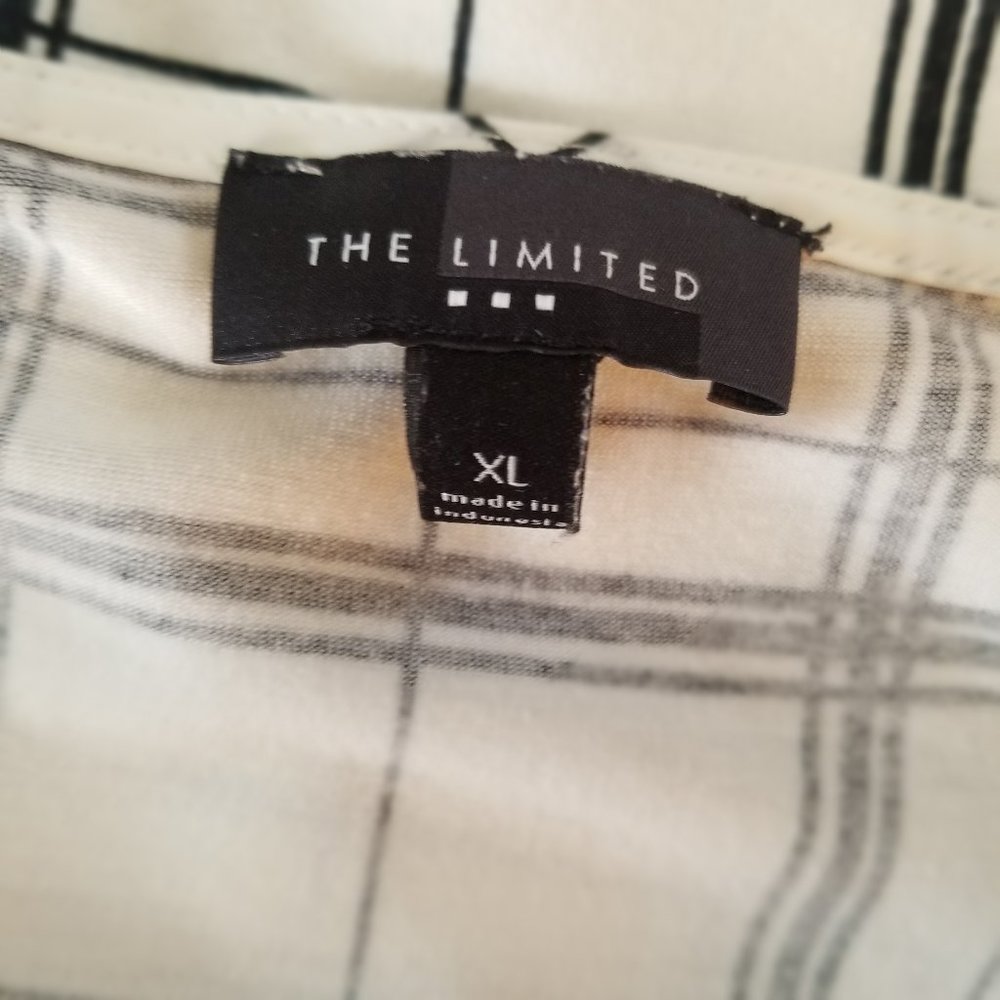 THE LIMITED
XL
made in
indonesia